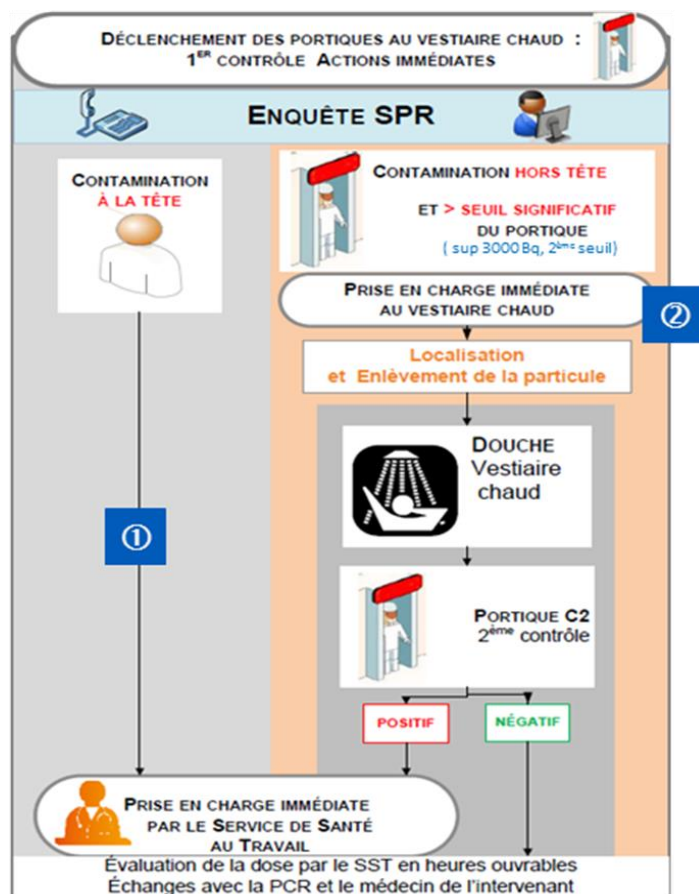 DÉCLENCHEMENT DES PORTIQUES AU VESTIAIRE CHAUD :
1ER CONTRÔLE ACTIONS IMMÉDIATES
ENQUÊTE SPR
CONTAMINATION
À LA TÊTE
CONTAMINATION HORS TÊTE
ET > SEUIL SIGNIFICATIF
DU PORTIQUE
( sup 3000 Bq, 2ème seuil)
PRISE EN CHARGE IMMÉDIATE
AU VESTIAIRE CHAUD
②
Localisation
et Enlèvement de la particule
DOUCHE
Vestiaire
chaud
①
PORTIQUE C2
2ème contrôle
POSITIF
NÉGATIF
PRISE EN CHARGE IMMÉDIATE
PAR LE SERVICE DE SANTÉ
AU TRAVAIL
Évaluation de la dose par le SST en heures ouvrables
Échanges avec la PCR et le médecin de l'intervenant